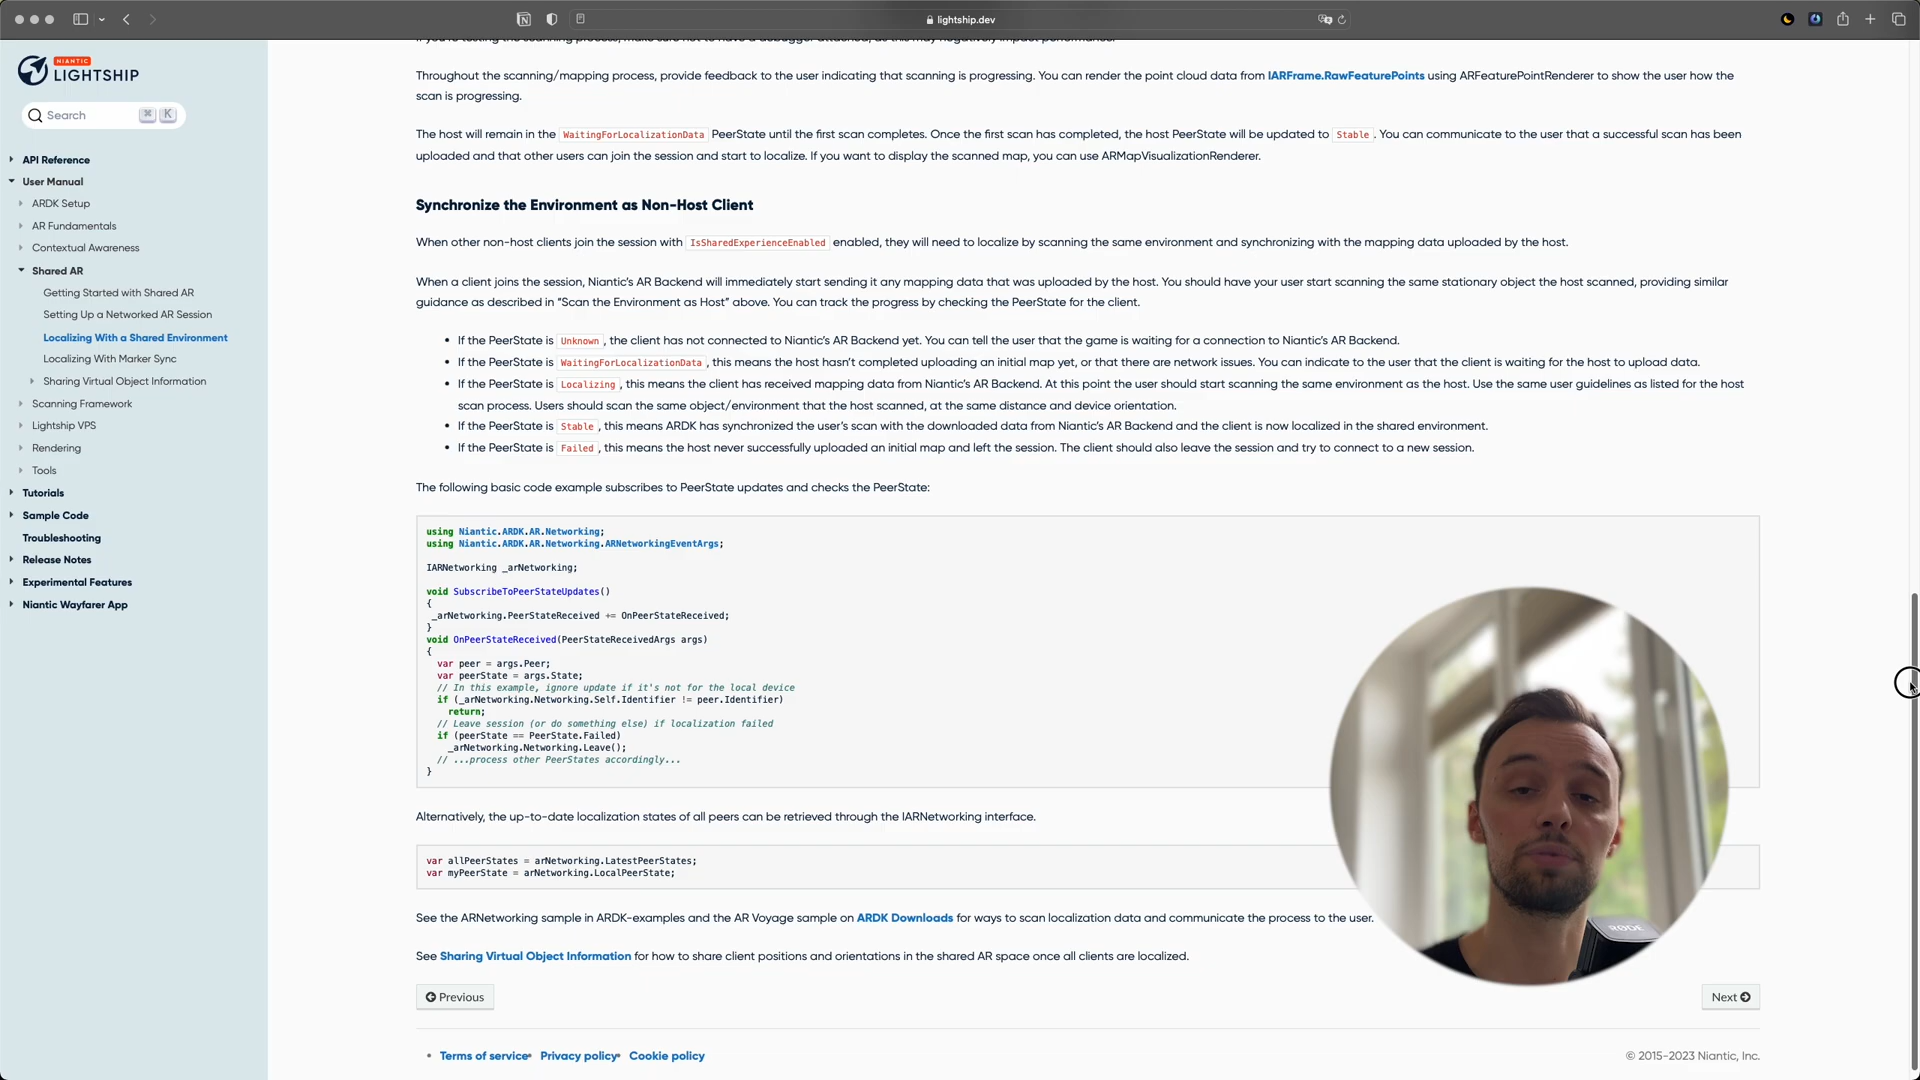 lightship.dev
NIANTIC
LIGHTSHIP
Search
⌘ K
API Reference
User Manual
ARDK Setup
AR Fundamentals
Contextual Awareness
Shared AR
Getting Started with Shared AR
Setting Up a Networked AR Session
Localizing With a Shared Environment
Localizing With Marker Sync
Sharing Virtual Object Information
Scanning Framework
Lightship VPS
Rendering
Tools
Tutorials
Sample Code
Troubleshooting
Release Notes
Experimental Features
Niantic Wayfarer App
If you're testing the scanning process, make sure not to have a debugger attached, as this may negatively impact performance.
Throughout the scanning/mapping process, provide feedback to the user indicating that scanning is progressing. You can render the point cloud data from IARFrame.RawFeaturePoints using ARFeaturePointRenderer to show the user how the
scan is progressing.
The host will remain in the WaitingForLocalizationData PeerState until the first scan completes. Once the first scan has completed, the host PeerState will be updated to Stable. You can communicate to the user that a successful scan has been
uploaded and that other users can join the session and start to localize. If you want to display the scanned map, you can use ARMapVisualizationRenderer.
Synchronize the Environment as Non-Host Client
When other non-host clients join the session with IsSharedExperienceEnabled enabled, they will need to localize by scanning the same environment and synchronizing with the mapping data uploaded by the host.
When a client joins the session, Niantic's AR Backend will immediately start sending it any mapping data that was uploaded by the host. You should have your user start scanning the same stationary object the host scanned, providing similar
guidance as described in “Scan the Environment as Host” above. You can track the progress by checking the PeerState for the client.
• If the PeerState is Unknown, the client has not connected to Niantic's AR Backend yet. You can tell the user that the game is waiting for a connection to Niantic's AR Backend.
• If the PeerState is WaitingForLocalizationData, this means the host hasn't completed uploading an initial map yet, or that there are network issues. You can indicate to the user that the client is waiting for the host to upload data.
• If the PeerState is Localizing, this means the client has received mapping data from Niantic's AR Backend. At this point the user should start scanning the same environment as the host. Use the same user guidelines as listed for the host
scan process. Users should scan the same object/environment that the host scanned, at the same distance and device orientation.
• If the PeerState is Stable, this means ARDK has synchronized the user's scan with the downloaded data from Niantic's AR Backend and the client is now localized in the shared environment.
• If the PeerState is Failed, this means the host never successfully uploaded an initial map and left the session. The client should also leave the session and try to connect to a new session.
The following basic code example subscribes to PeerState updates and checks the PeerState:
using Niantic.ARDK.AR.Networking;
using Niantic.ARDK.AR.Networking.ARNetworkingEventArgs;
IARNetworking _arNetworking;
void SubscribeToPeerStateUpdates()
{
_arNetworking.PeerStateReceived += OnPeerStateReceived;
}
void OnPeerStateReceived(PeerStateReceivedArgs args)
{
var peer = args.Peer;
var peerState = args.State;
// In this example, ignore update if it's not for the local device
if (_arNetworking.Networking.Self.Identifier != peer.Identifier)
return;
// Leave session (or do something else) if localization failed
if (peerState == PeerState.Failed)
_arNetworking.Networking.Leave();
// ...process other PeerStates accordingly...
}
Alternatively, the up-to-date localization states of all peers can be retrieved through the IARNetworking interface.
var allPeerStates = arNetworking.LatestPeerStates;
var myPeerState = arNetworking.LocalPeerState;
See the ARNetworking sample in ARDK-examples and the AR Voyage sample on ARDK Downloads for ways to scan localization data and communicate the process to the user.
See Sharing Virtual Object Information for how to share client positions and orientations in the shared AR space once all clients are localized.
RØDE
Previous
Next
• Terms of service• Privacy policy• Cookie policy
© 2015-2023 Niantic, Inc.